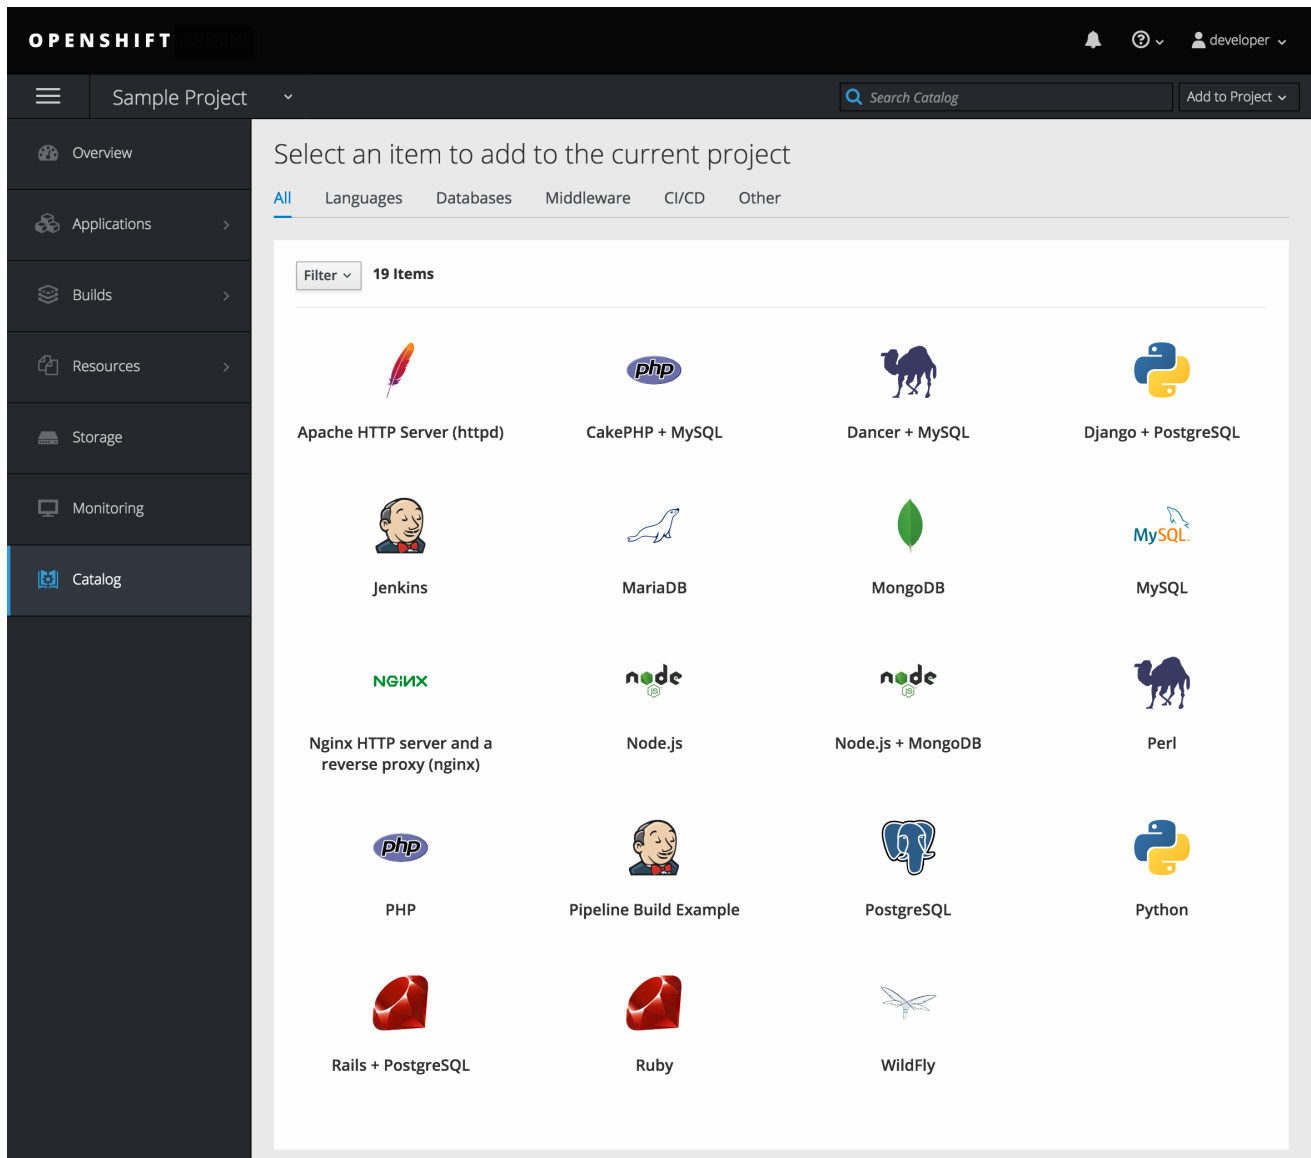 OPENSHIFT
developer
Sample Project
Search Catalog
Add to Project
Overview
Applications
Builds
Resources
Storage
Monitoring
Catalog
Select an item to add to the current project
All Languages Databases Middleware CI/CD Other
Filter 19 Items
php
Apache HTTP Server (httpd) CakePHP + MySQL Dancer + MySQL Django + PostgreSQL
MySQL
Jenkins MariaDB MongoDB MySQL
NGINX node JS node JS
Nginx HTTP server and a
reverse proxy (nginx)
Node.js Node.js + MongoDB Perl
php
PHP Pipeline Build Example PostgreSQL Python
Rails + PostgreSQL Ruby WildFly